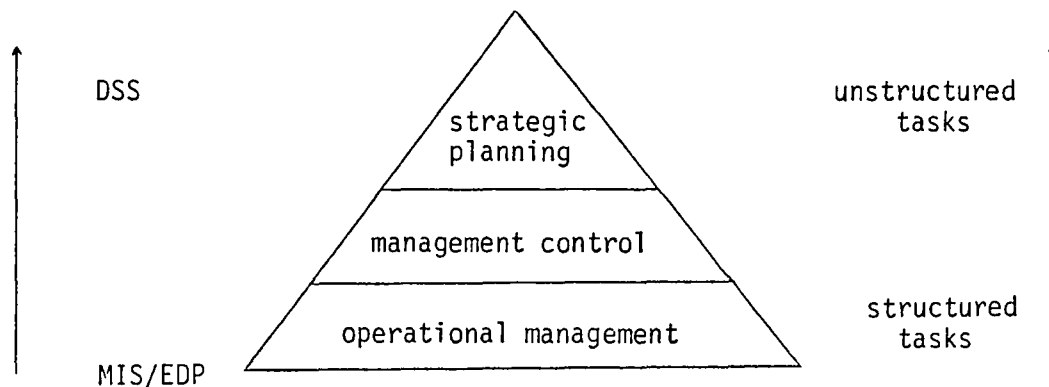 DSS
unstructured
tasks
strategic
planning
management control
structured
tasks
operational management
MIS/EDP